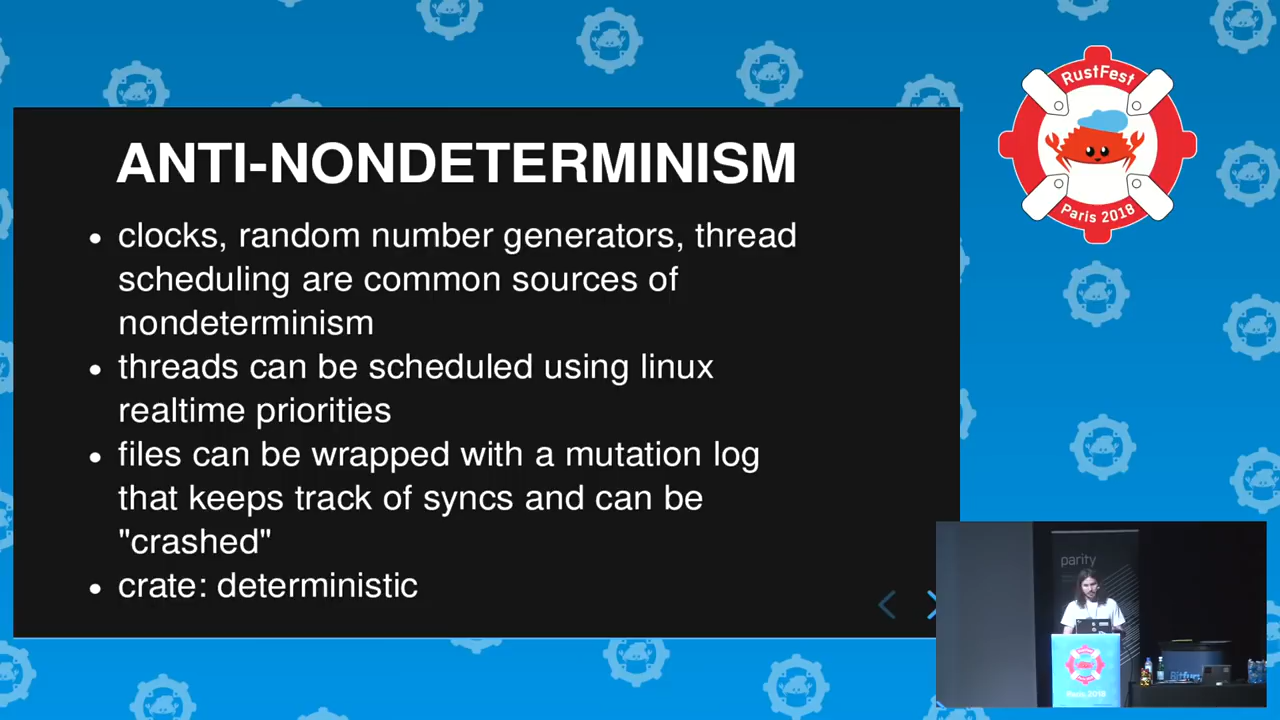 RustFest
Paris 2018
ANTI-NONDETERMINISM
clocks, random number generators, thread
scheduling are common sources of
nondeterminism
threads can be scheduled using linux
realtime priorities
files can be wrapped with a mutation log
that keeps track of syncs and can be
"crashed"
crate: deterministic
parity
Paris 2018